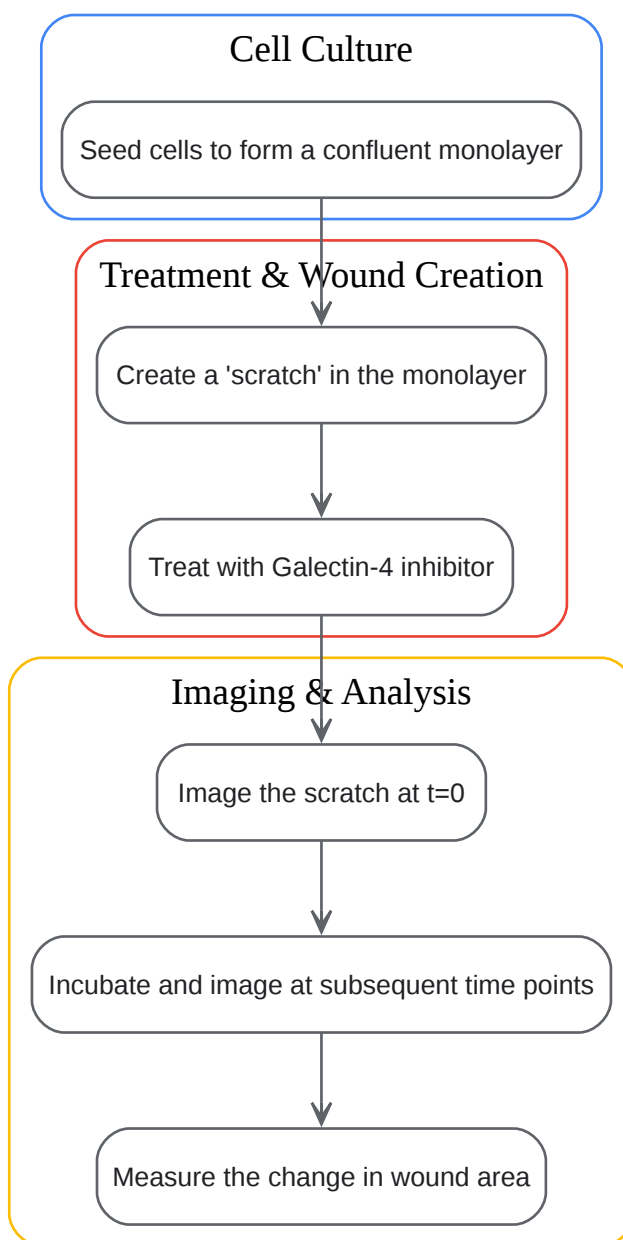 Cell Culture
Seed cells to form a confluent monolayer
Treatment & Wound Creation
Create a 'scratch' in the monolayer
Treat with Galectin-4 inhibitor
Imaging & Analysis
Image the scratch at t=0
Incubate and image at subsequent time points
Measure the change in wound area